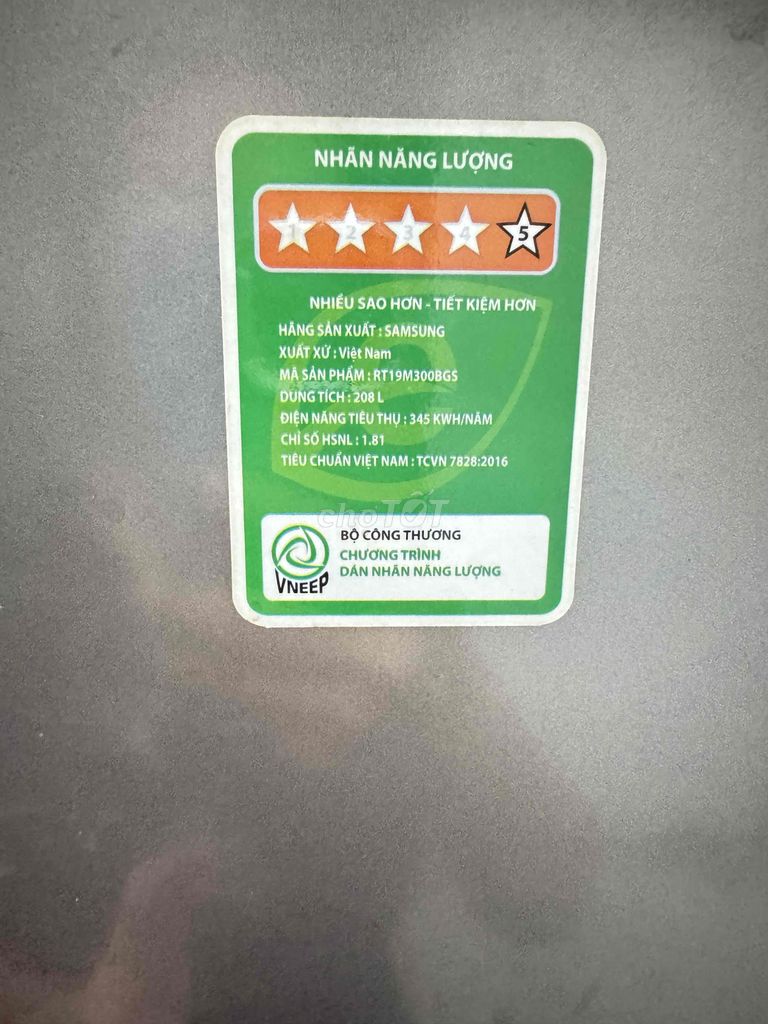 NHÃN NĂNG LƯỢNG
1 2 3 4 5
NHIỀU SAO HƠN - TIẾT KIỆM HƠN
HÃNG SẢN XUẤT : SAMSUNG
XUẤT XỨ : Việt Nam
MÃ SẢN PHẨM : RT19M300BGS
DUNG TÍCH : 208 L
ĐIỆN NĂNG TIÊU THỤ : 345 KWH/NĂM
CHỈ SỐ HSNL : 1.81
TIÊU CHUẨN VIỆT NAM : TCVN 7828:2016
choTỐT
BỘ CÔNG THƯƠNG
CHƯƠNG TRÌNH
DÁN NHÃN NĂNG LƯỢNG
VNEEP